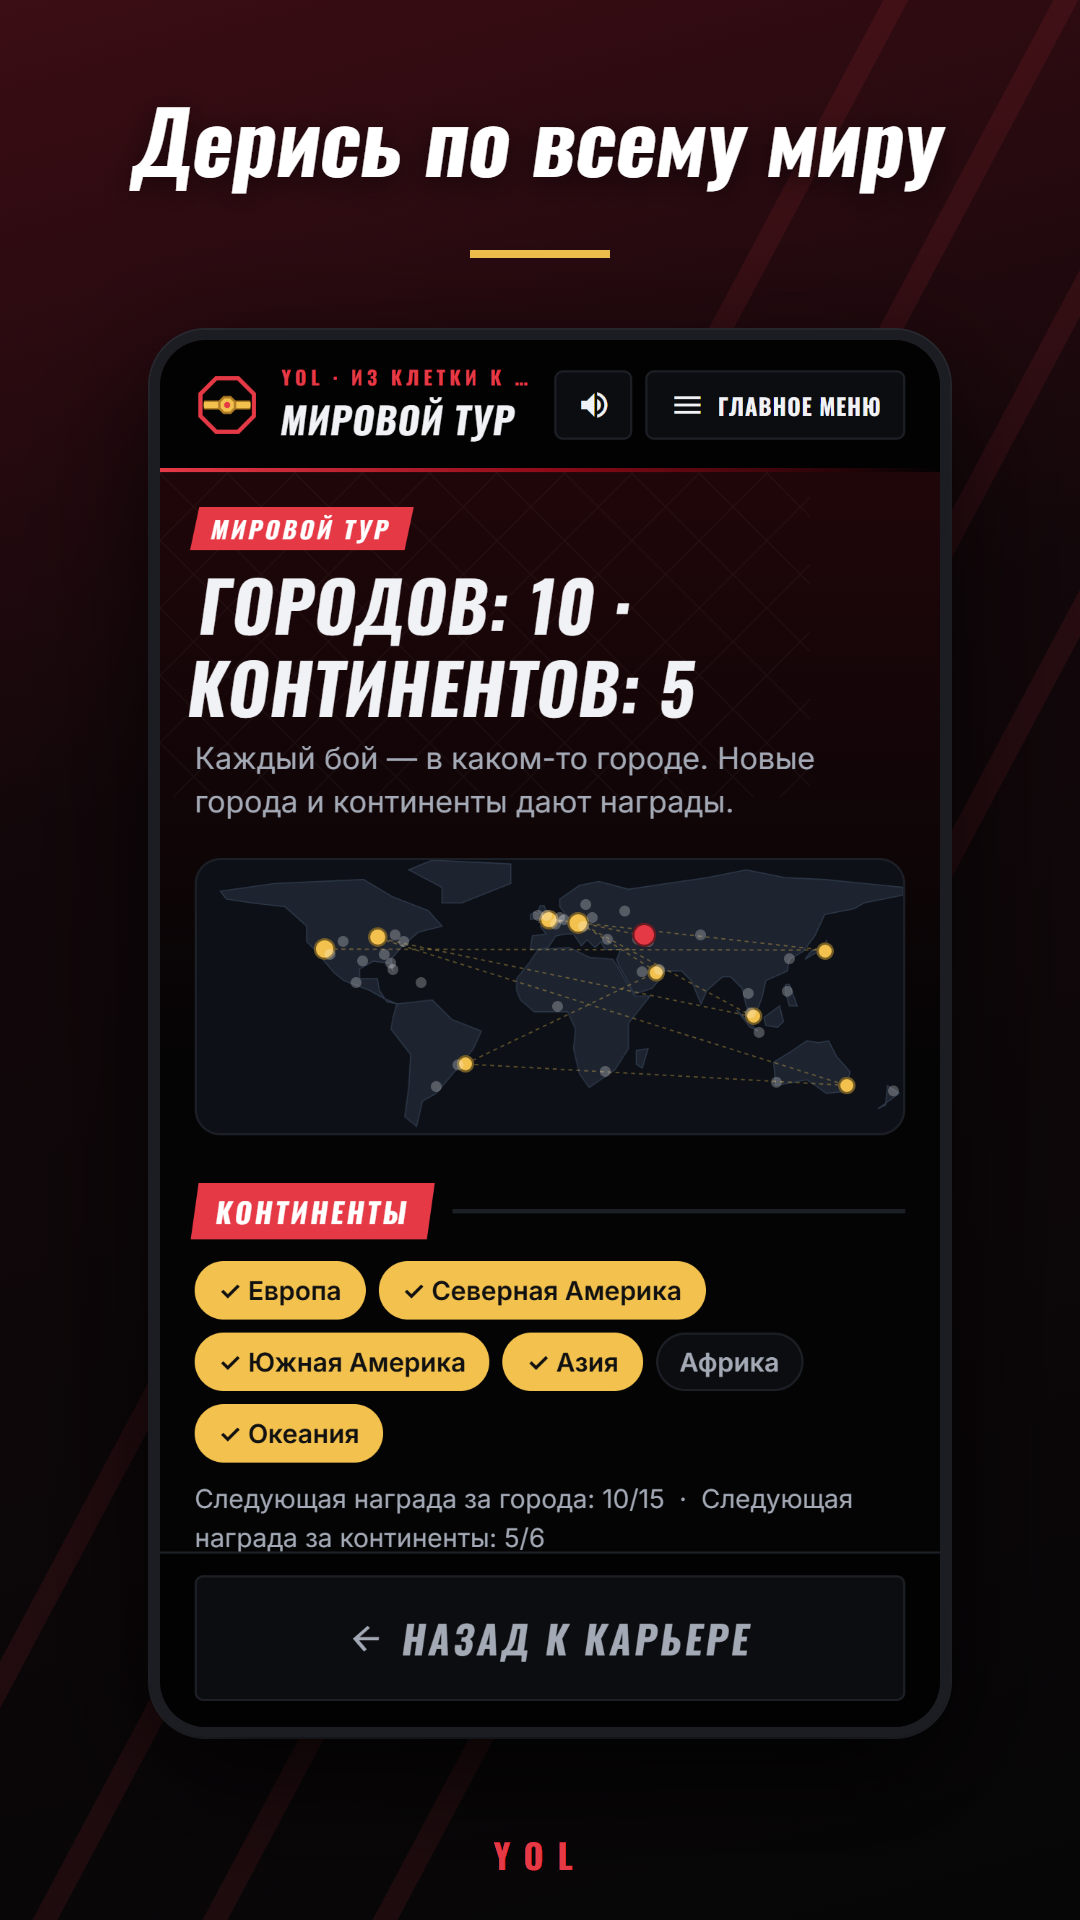 Дерись по всему миру
YOL · ИЗ КЛЕТКИ К ...
МИРОВОЙ ТУР
ГЛАВНОЕ МЕНЮ
МИРОВОЙ ТУР
ГОРОДОВ: 10 ·
КОНТИНЕНТОВ: 5
Каждый бой — в каком-то городе. Новые
города и континенты дают награды.
КОНТИНЕНТЫ
✓ Европа
✓ Северная Америка
✓ Южная Америка
✓ Азия
Африка
✓ Океания
Следующая награда за города: 10/15 · Следующая
награда за континенты: 5/6
← НАЗАД К КАРЬЕРЕ
YOL